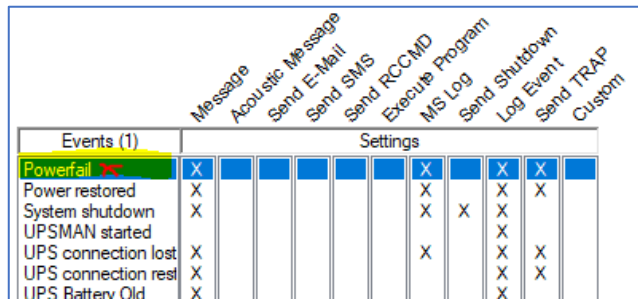 Message Acoustic Message Send E-Mail Send SMS Send RCCMD Execute Program MS Log Send Shutdown Log Event Send TRAP Custom
Events (1) Settings
Powerfail X X X X
Power restored X X X X
System shutdown X X X X
UPSMAN started X
UPS connection lost X X X X
UPS connection rest X X X
UPS Battery Old X X